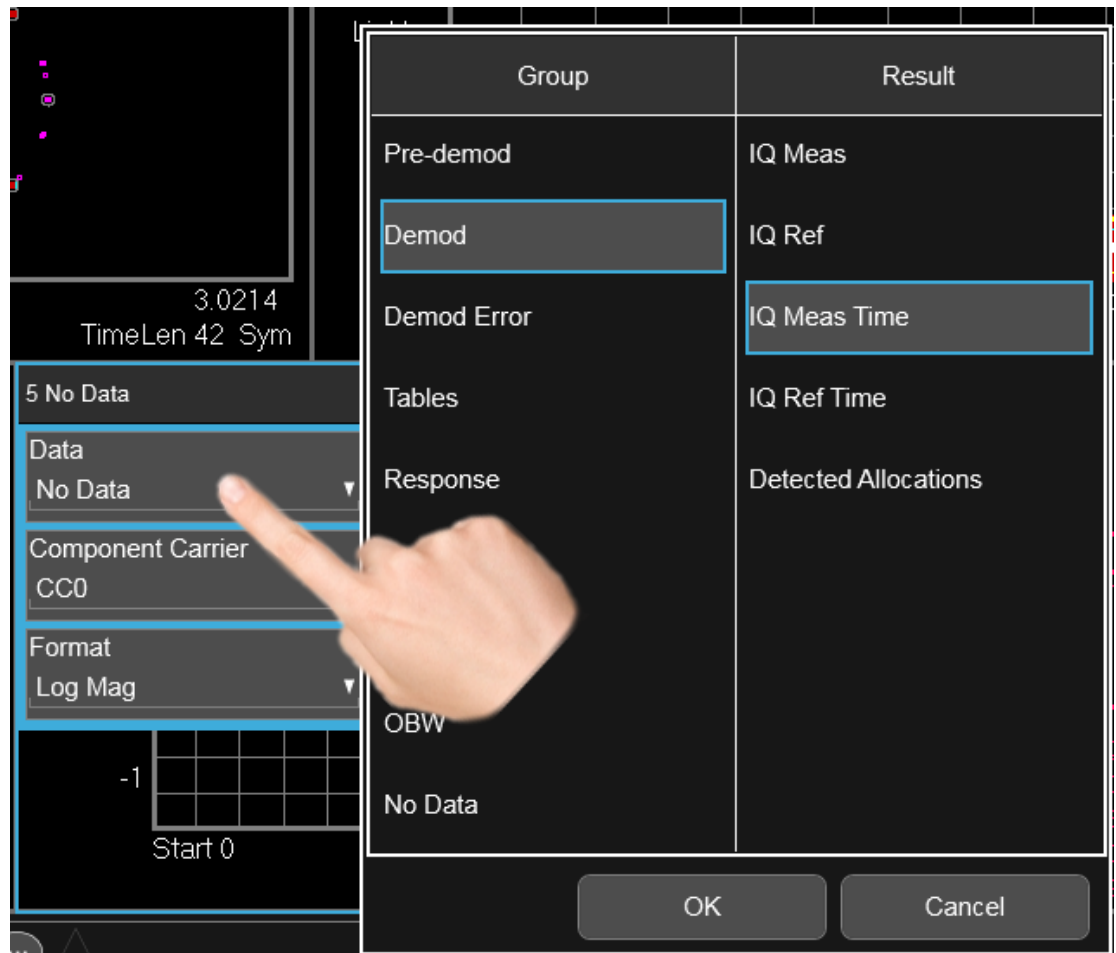 3.0214
TimeLen 42 Sym
5 No Data
Data
No Data
Component Carrier
CC0
Format
Log Mag
-1
Start 0
Group
Pre-demod
Demod
Demod Error
Tables
Response
OBW
No Data
Result
IQ Meas
IQ Ref
IQ Meas Time
IQ Ref Time
Detected Allocations
OK
Cancel